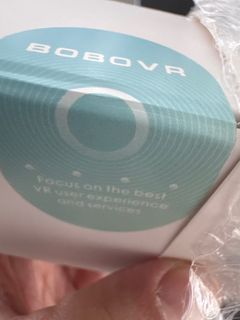 BOBOVR
Focus on the best
VR user experience
and services